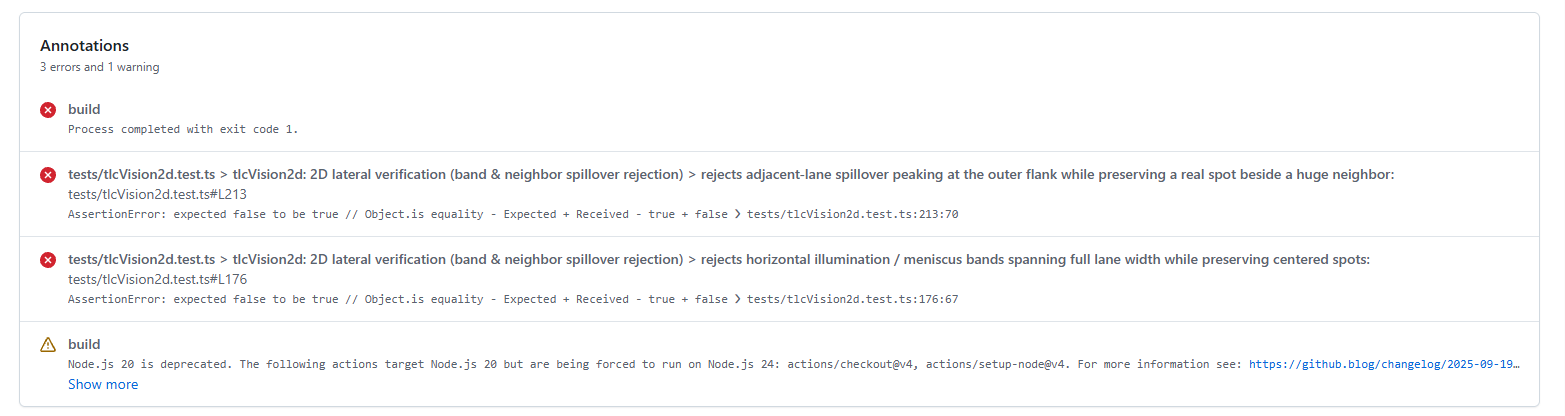 Annotations
3 errors and 1 warning
build
Process completed with exit code 1.
tests/tlcVision2d.test.ts > tlcVision2d: 2D lateral verification (band & neighbor spillover rejection) > rejects adjacent-lane spillover peaking at the outer flank while preserving a real spot beside a huge neighbor:
tests/tlcVision2d.test.ts#L213
AssertionError: expected false to be true // Object.is equality - Expected + Received - true + false ❯ tests/tlcVision2d.test.ts:213:70
tests/tlcVision2d.test.ts > tlcVision2d: 2D lateral verification (band & neighbor spillover rejection) > rejects horizontal illumination / meniscus bands spanning full lane width while preserving centered spots:
tests/tlcVision2d.test.ts#L176
AssertionError: expected false to be true // Object.is equality - Expected + Received - true + false ❯ tests/tlcVision2d.test.ts:176:67
build
Node.js 20 is deprecated. The following actions target Node.js 20 but are being forced to run on Node.js 24: actions/checkout@v4, actions/setup-node@v4. For more information see: https://github.blog/changelog/2025-09-19…
Show more